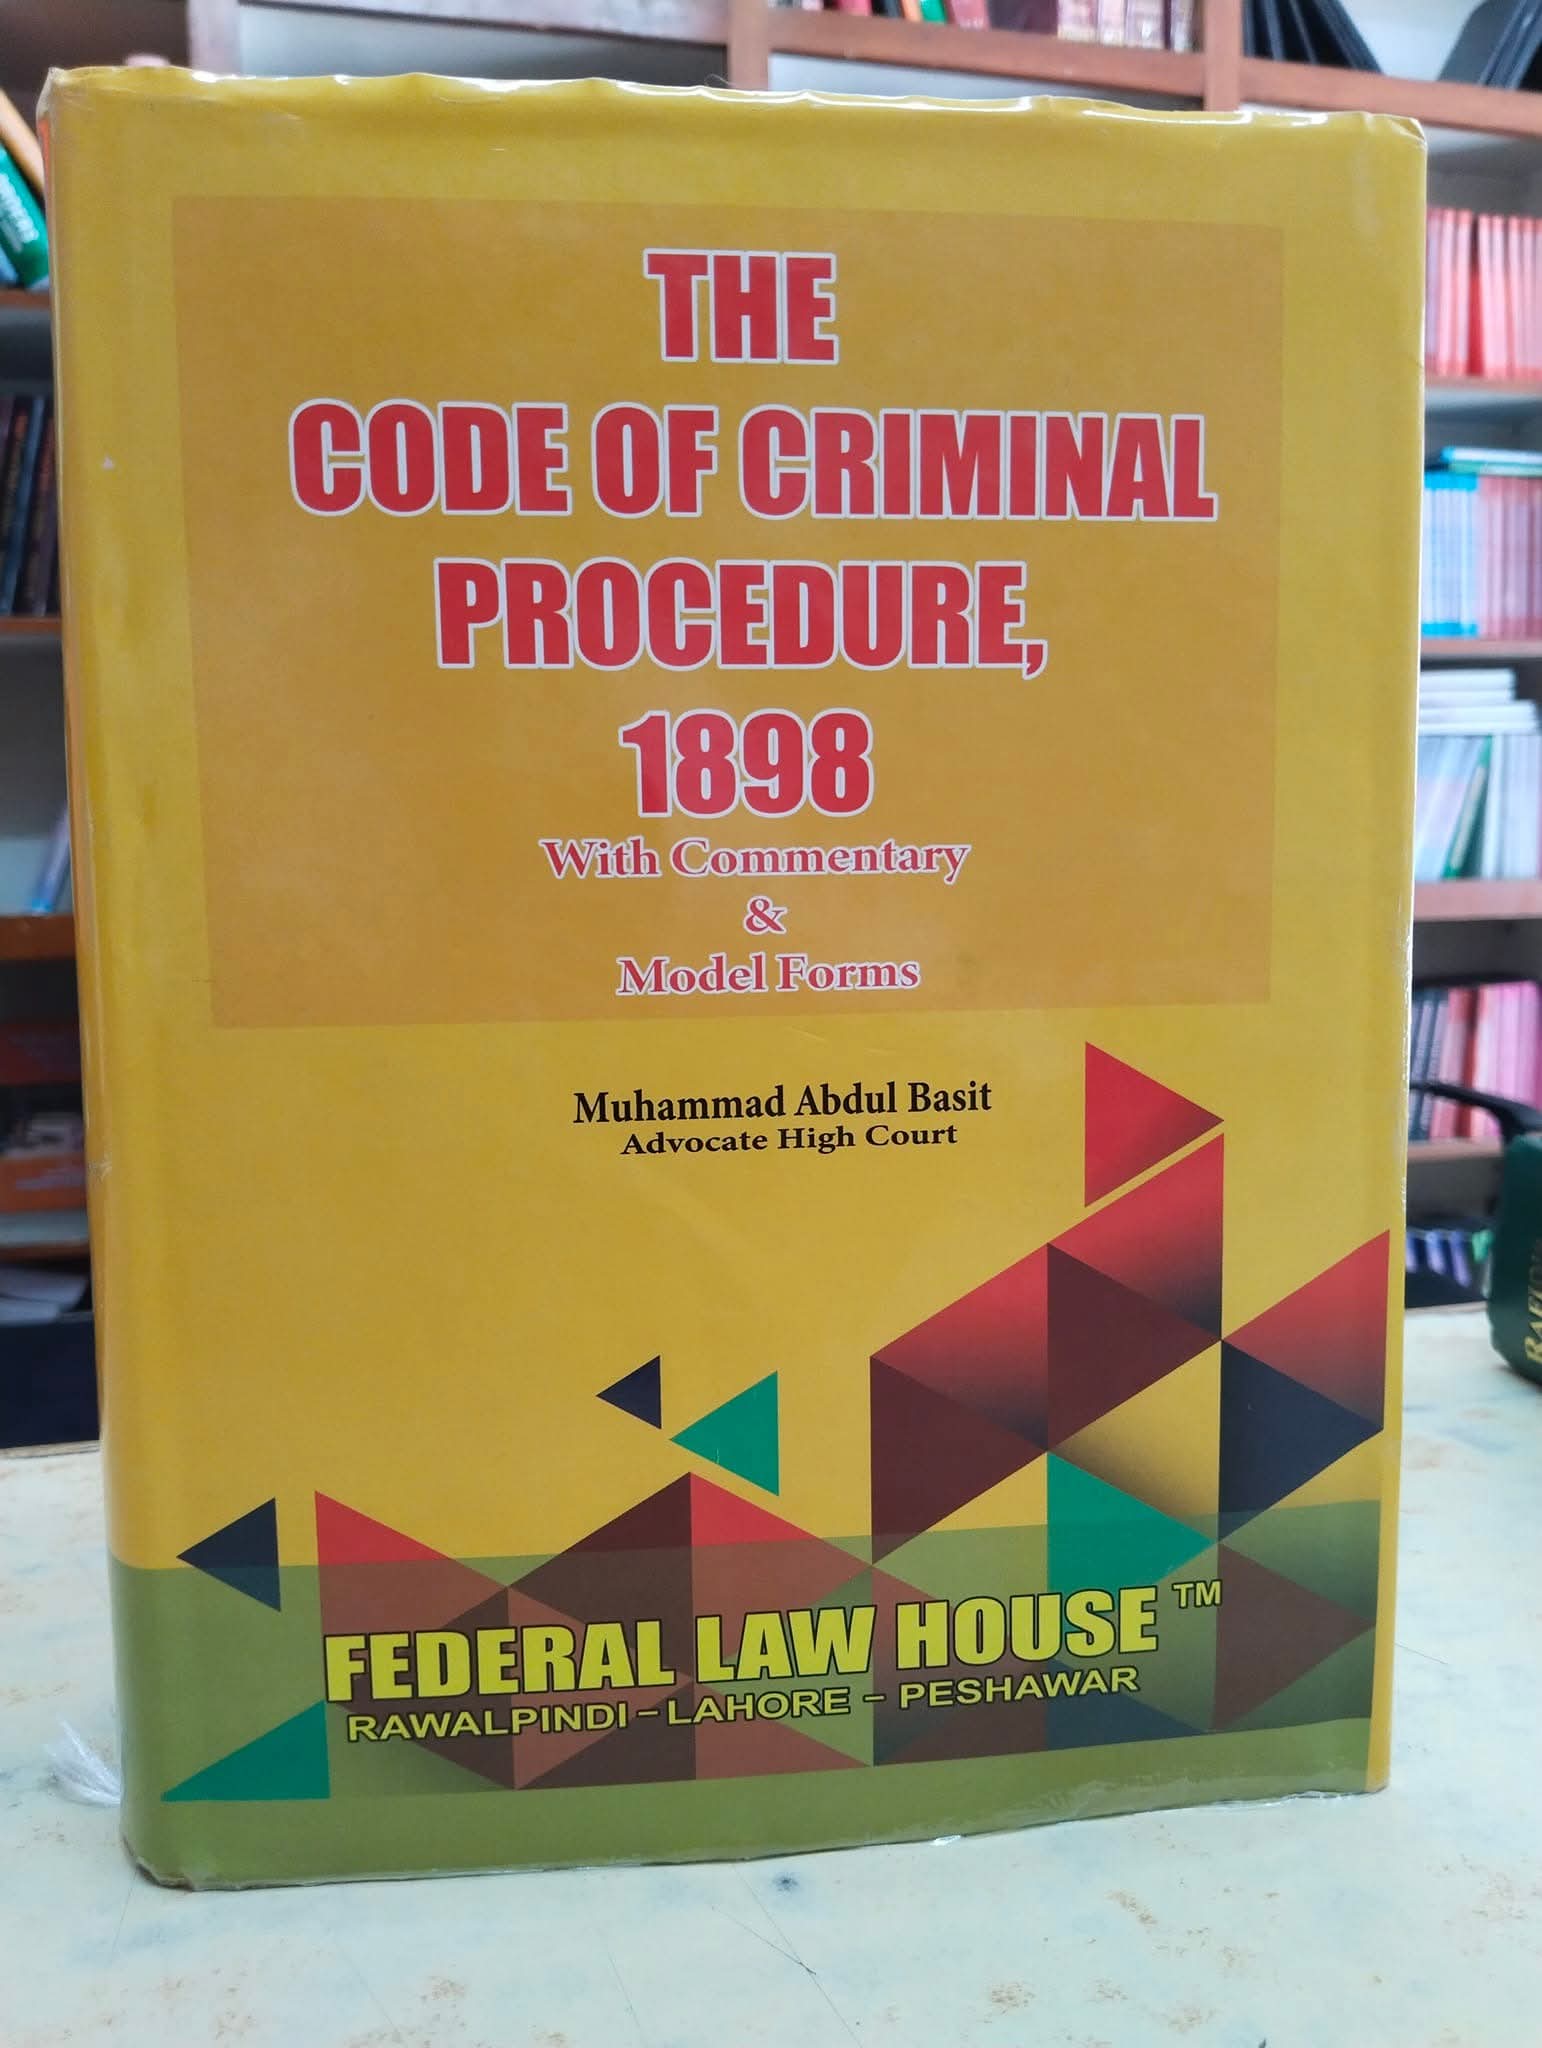 THE
CODE OF CRIMINAL
PROCEDURE,
1898
With Commentary
&
Model Forms
Muhammad Abdul Basit
Advocate High Court
FEDERAL LAW HOUSE TM
RAWALPINDI – LAHORE – PESHAWAR